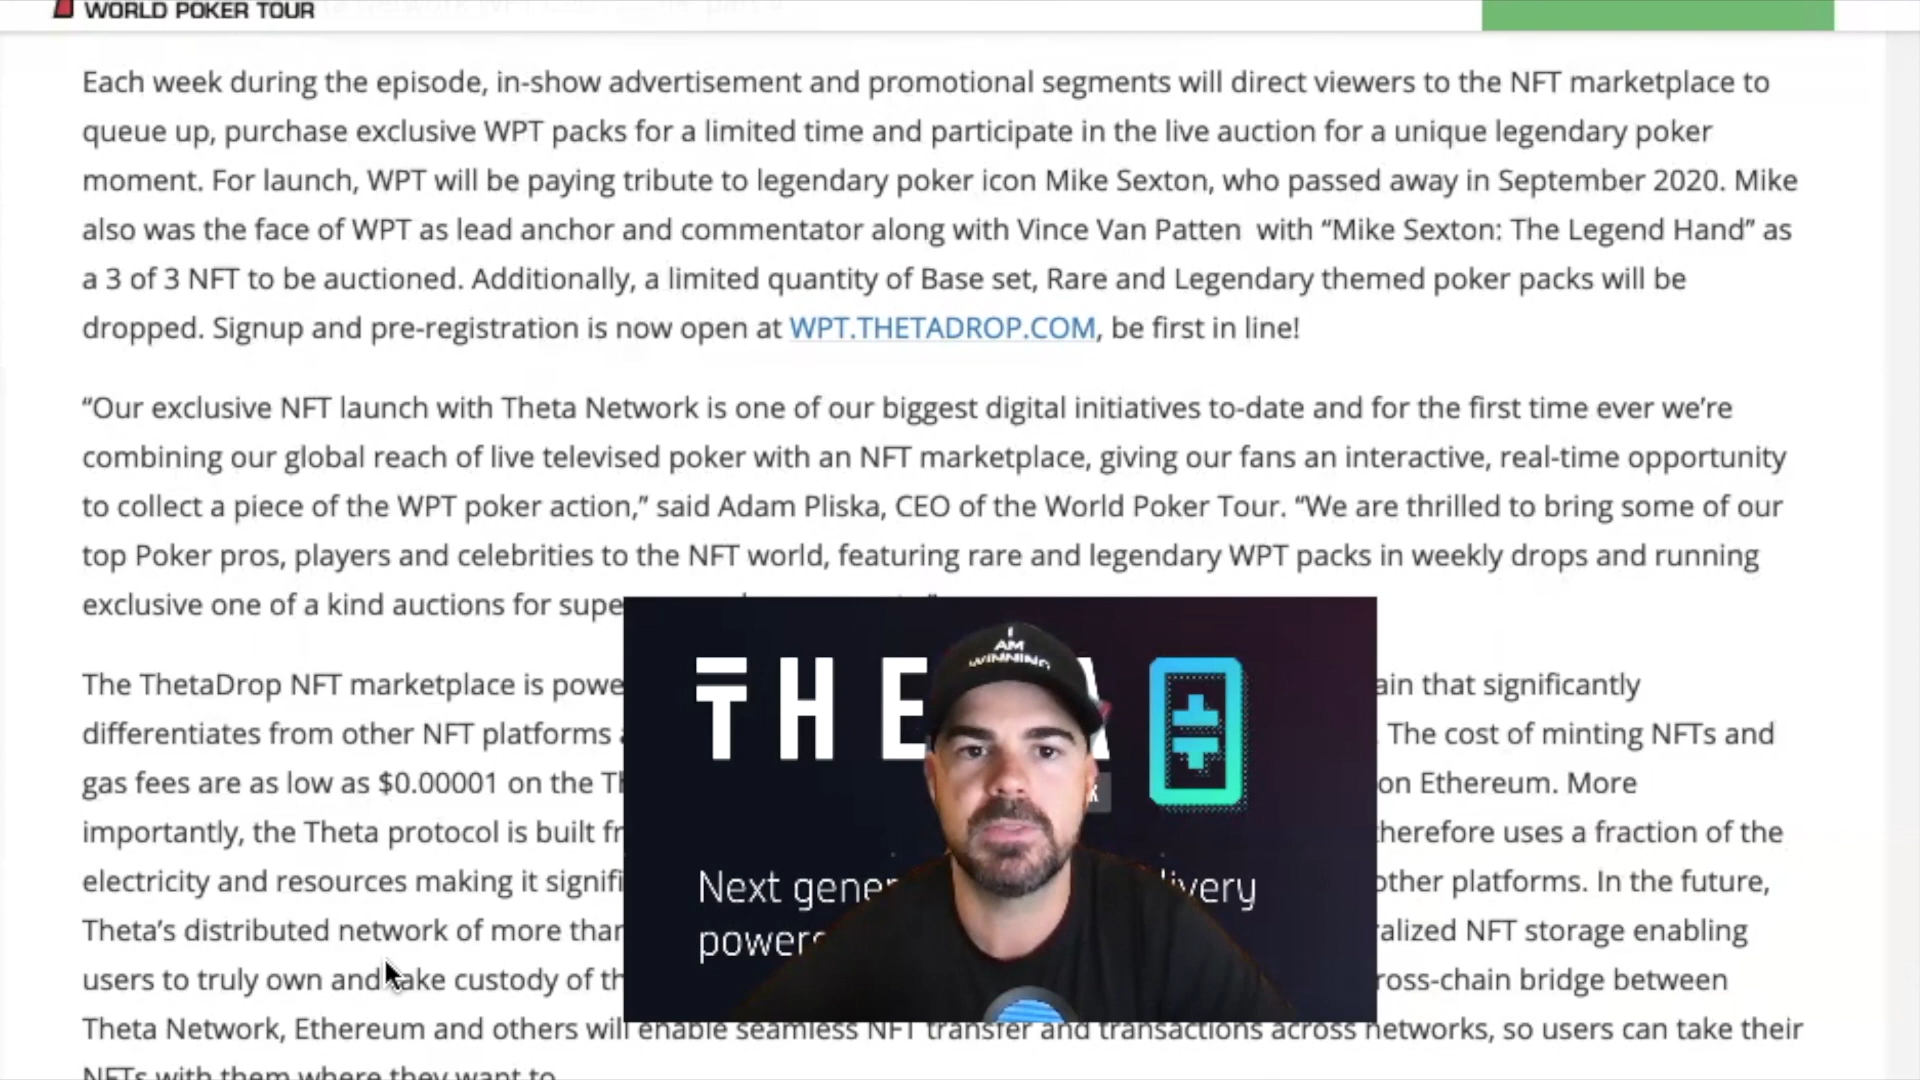 WORLD POKER TOUR
Each week during the episode, in-show advertisement and promotional segments will direct viewers to the NFT marketplace to
queue up, purchase exclusive WPT packs for a limited time and participate in the live auction for a unique legendary poker
moment. For launch, WPT will be paying tribute to legendary poker icon Mike Sexton, who passed away in September 2020. Mike
also was the face of WPT as lead anchor and commentator along with Vince Van Patten  with “Mike Sexton: The Legend Hand” as
a 3 of 3 NFT to be auctioned. Additionally, a limited quantity of Base set, Rare and Legendary themed poker packs will be
dropped. Signup and pre-registration is now open at WPT.THETADROP.COM, be first in line!
“Our exclusive NFT launch with Theta Network is one of our biggest digital initiatives to-date and for the first time ever we’re
combining our global reach of live televised poker with an NFT marketplace, giving our fans an interactive, real-time opportunity
to collect a piece of the WPT poker action,” said Adam Pliska, CEO of the World Poker Tour. “We are thrilled to bring some of our
top Poker pros, players and celebrities to the NFT world, featuring rare and legendary WPT packs in weekly drops and running
exclusive one of a kind auctions for supe
The ThetaDrop NFT marketplace is powe ain that significantly
differentiates from other NFT platforms . The cost of minting NFTs and
gas fees are as low as $0.00001 on the Th on Ethereum. More
importantly, the Theta protocol is built fr therefore uses a fraction of the
electricity and resources making it signifi other platforms. In the future,
Theta’s distributed network of more than ralized NFT storage enabling
users to truly own and take custody of th ross-chain bridge between
Theta Network, Ethereum and others will enable seamless NFT transfer and transactions across networks, so users can take their
NFTs with them where they want to
I
AM
WINNING
THE A
K
Next gener livery
powere